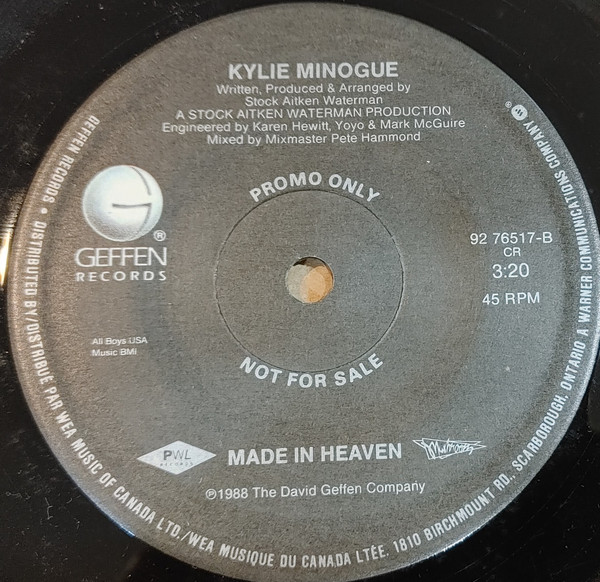 KYLIE MINOGUE
Written, Produced & Arranged by
Stock Aitken Waterman
A STOCK AITKEN WATERMAN PRODUCTION
Engineered by Karen Hewitt, Yoyo & Mark McGuire
Mixed by Mixmaster Pete Hammond
PROMO ONLY
GEFFEN
RECORDS
®
92 76517-B
CR
3:20
45 RPM
All Boys USA
Music BMI
NOT FOR SALE
PWL
RECORDS
MADE IN HEAVEN
℗1988 The David Geffen Company
GEFFEN RECORDS • DISTRIBUTED BY/DISTRIBUÉ PAR WEA MUSIC OF CANADA LTD./WEA MUSIQUE DU CANADA LTÉE. 1810 BIRCHMOUNT RD., SCARBOROUGH, ONTARIO A WARNER COMMUNICATIONS COMPANY ®